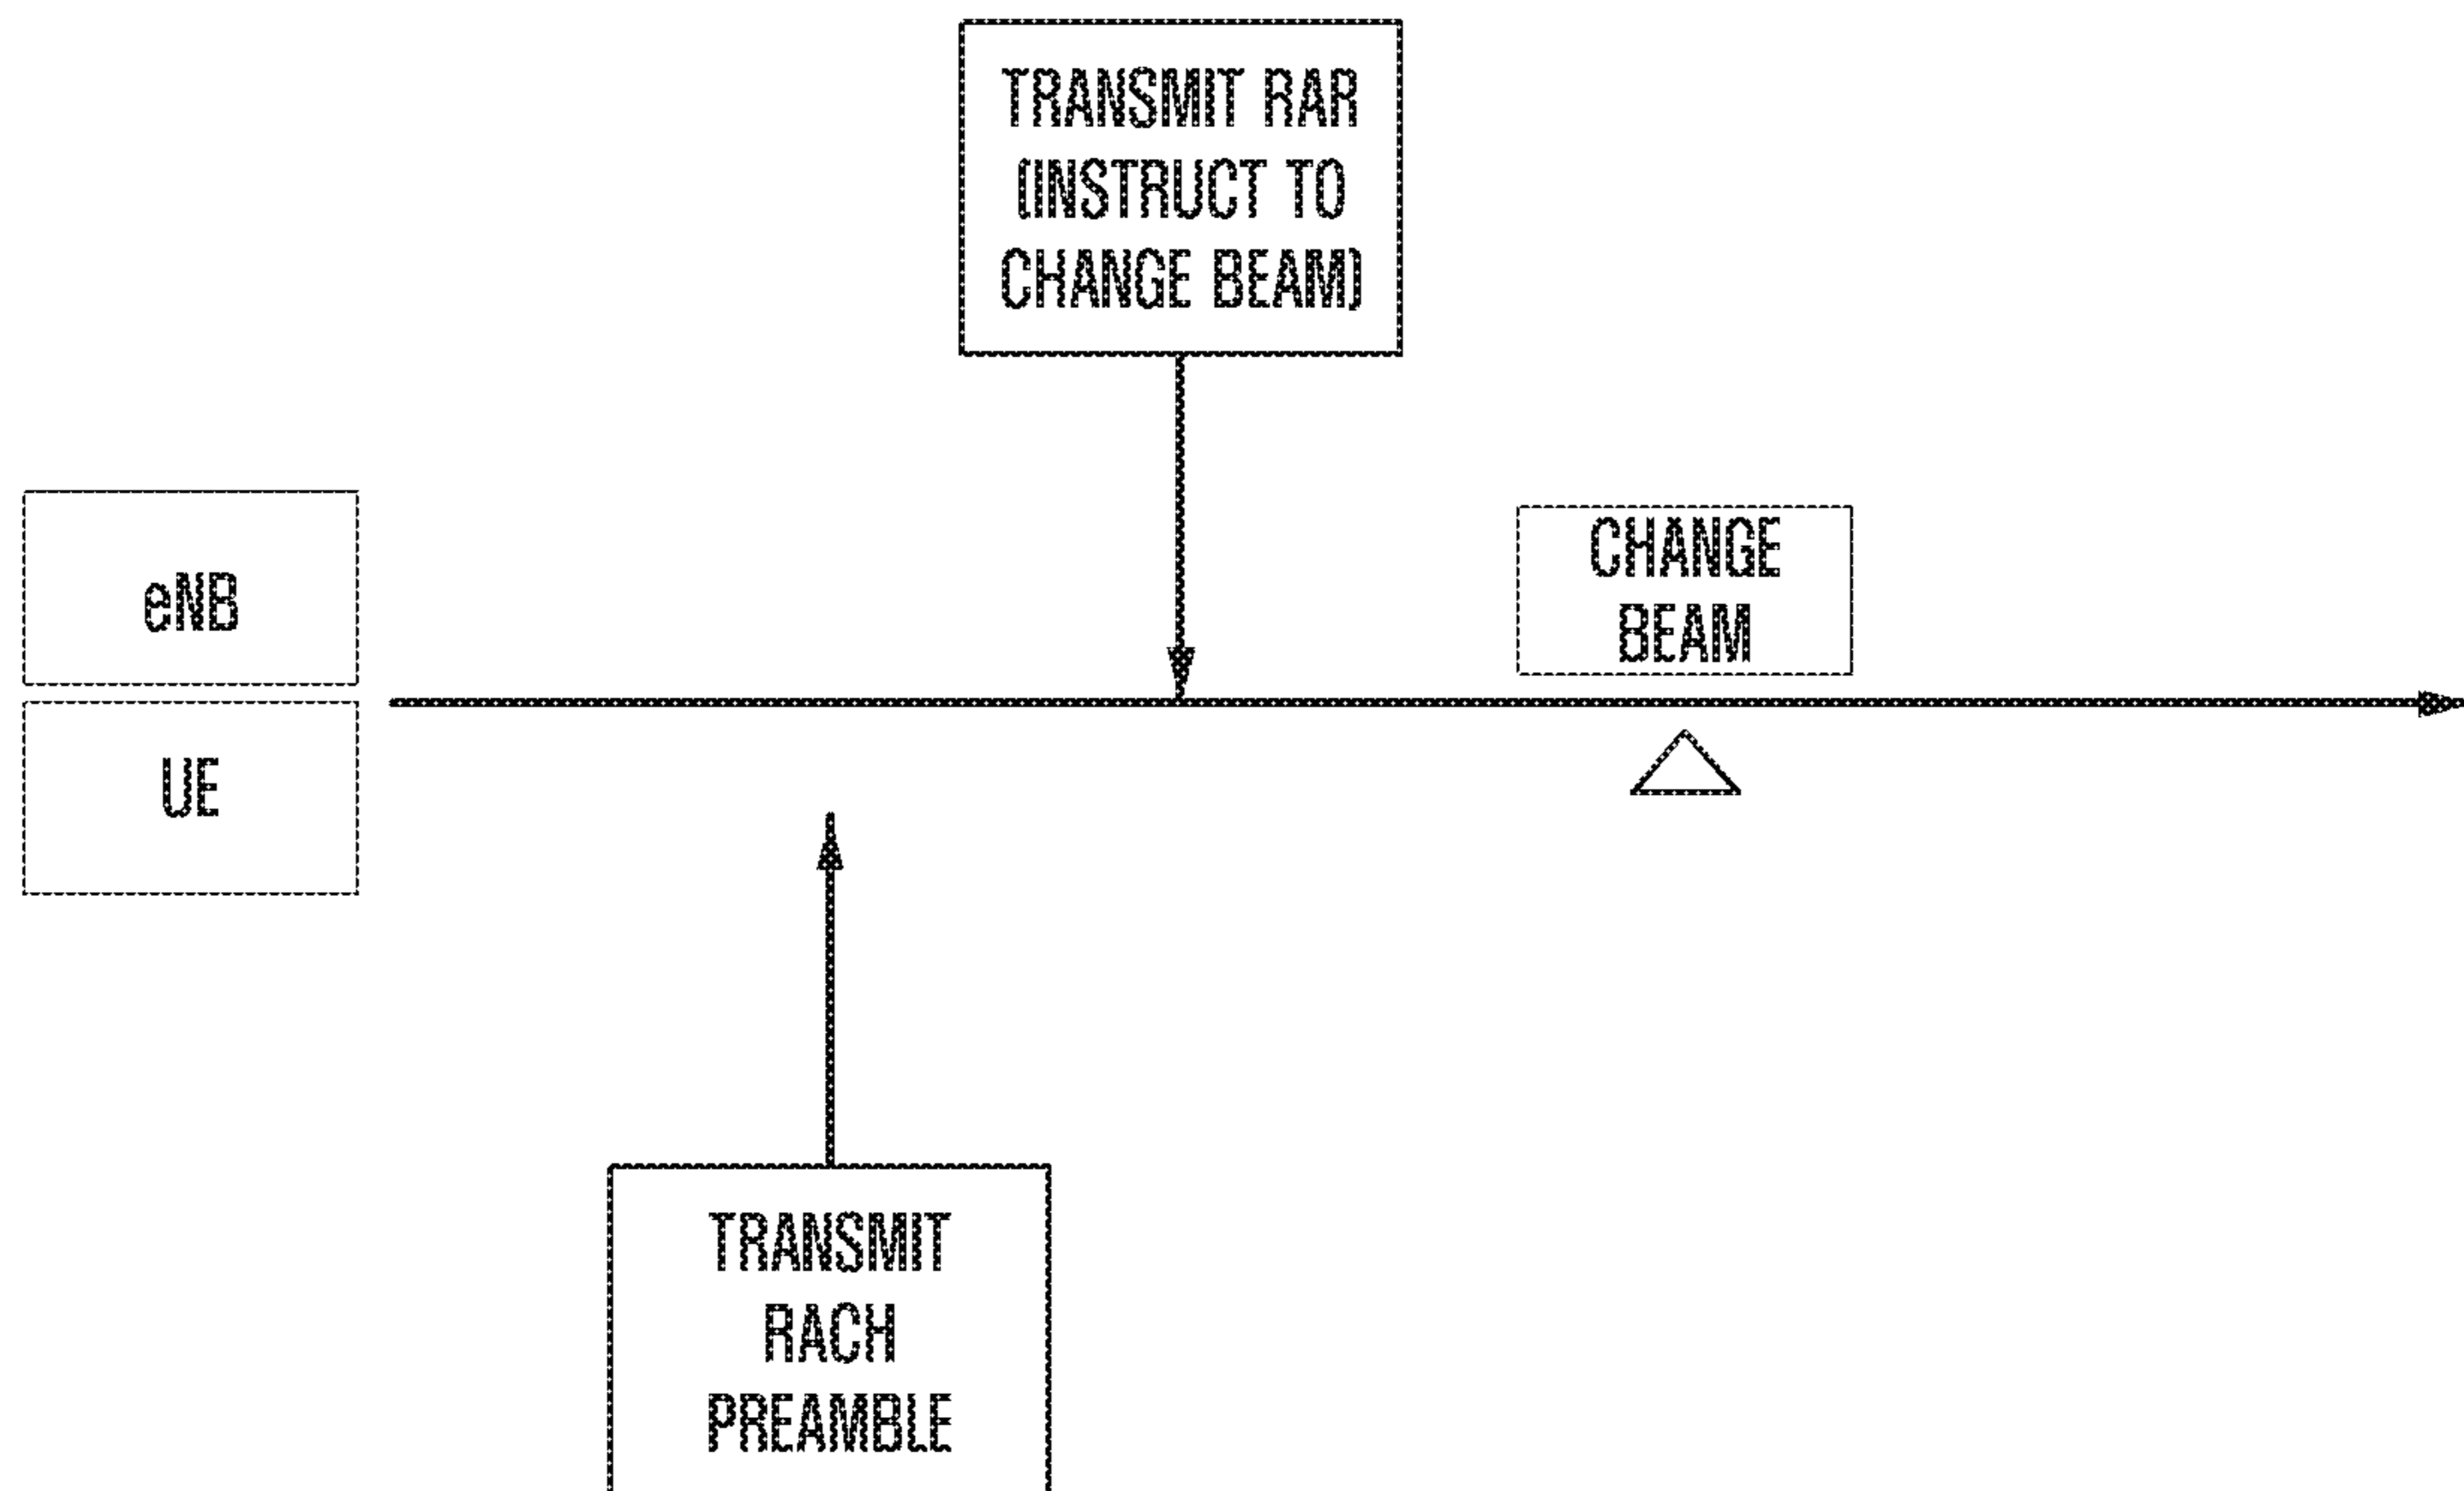 TRANSMIT RAR
(INSTRUCT TO
CHANGE BEAM)
eNB
CHANGE
BEAM
UE
TRANSMIT
RACH
PREAMBLE